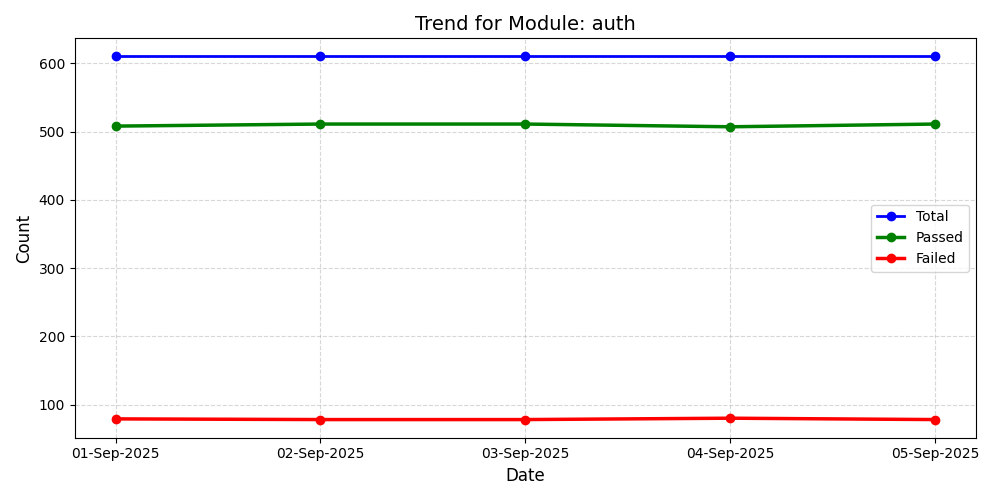 Trend for Module: auth
600
500
400
300
200
100
Count
Total
Passed
Failed
01-Sep-2025
02-Sep-2025
03-Sep-2025
04-Sep-2025
05-Sep-2025
Date